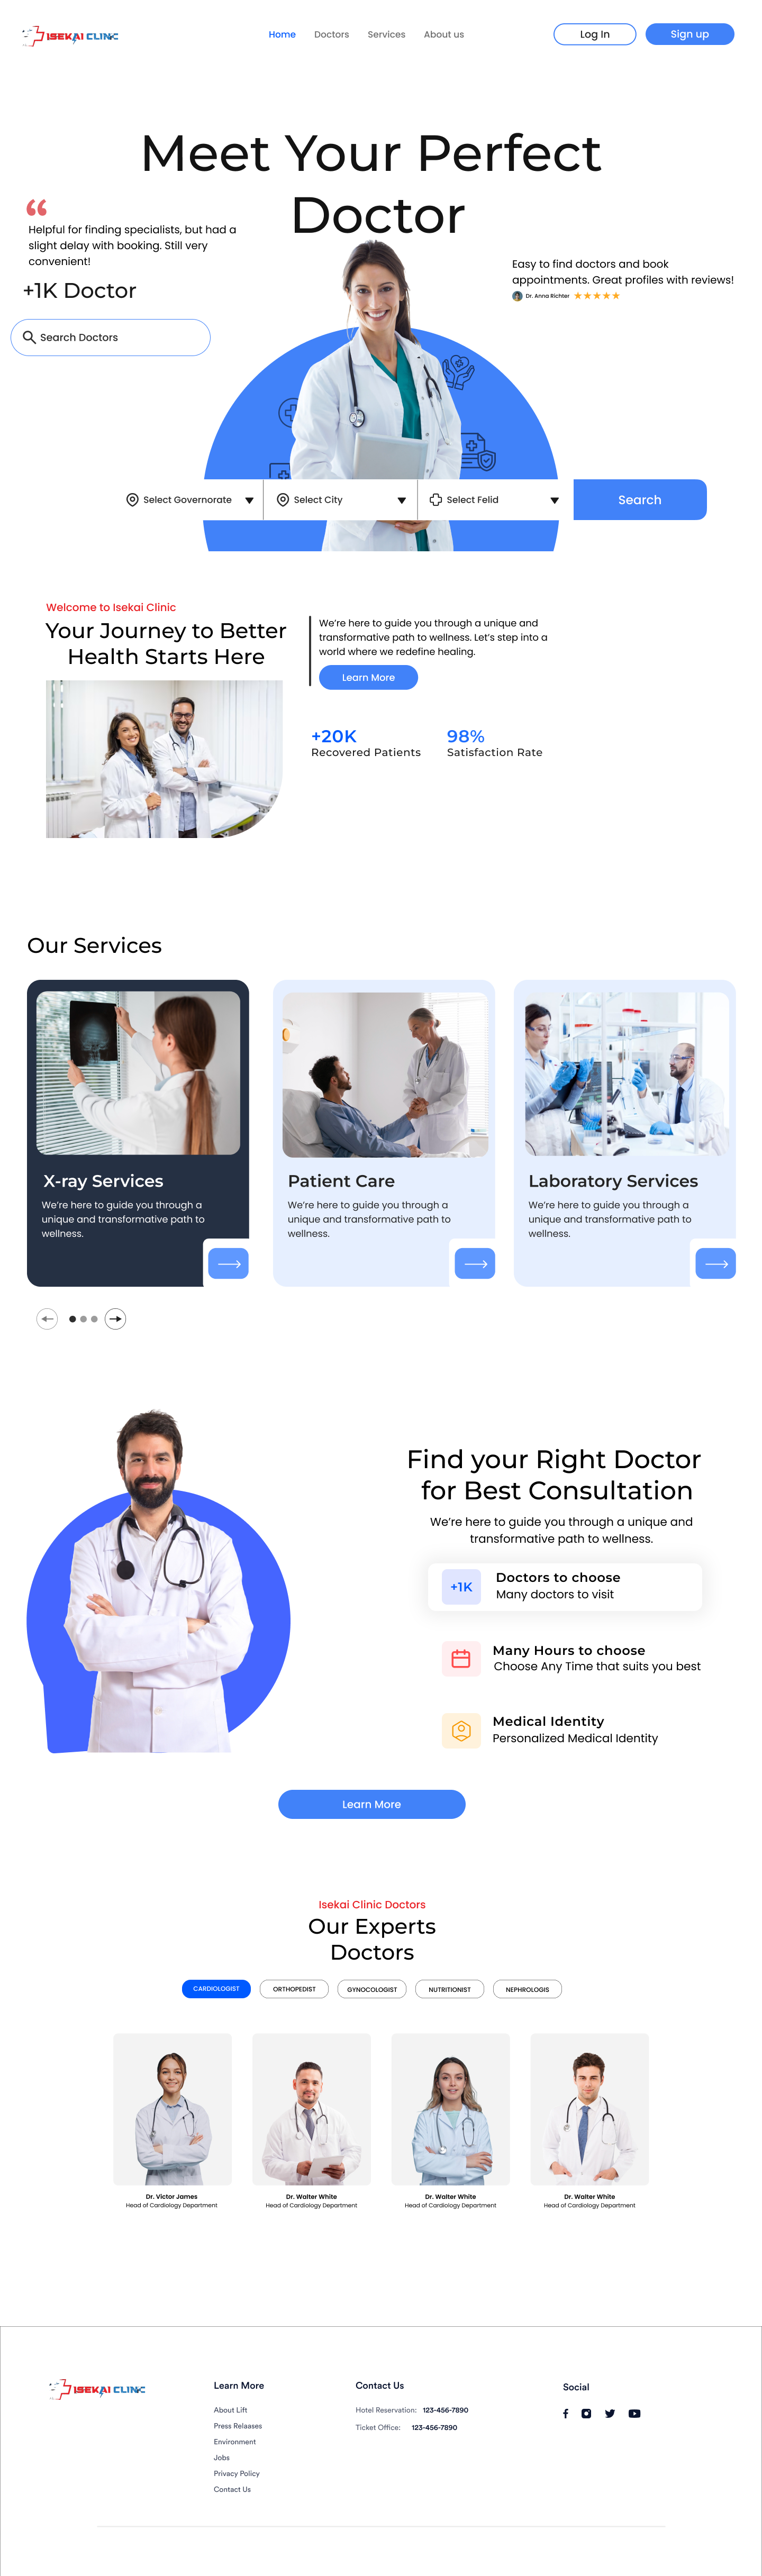 ISEKAI CLINIC
Home Doctors Services About us
Log In
Sign up
Meet Your Perfect
Doctor
Helpful for finding specialists, but had a
slight delay with booking. Still very
convenient!
+1K Doctor
Search Doctors
Easy to find doctors and book
appointments. Great profiles with reviews!
Dr. Anna Richter
Select Governorate
Select City
Select Felid
Search
Welcome to Isekai Clinic
Your Journey to Better
Health Starts Here
We're here to guide you through a unique and
transformative path to wellness. Let's step into a
world where we redefine healing.
Learn More
+20K
Recovered Patients
98%
Satisfaction Rate
Our Services
X-ray Services
We're here to guide you through a
unique and transformative path to
wellness.
Patient Care
We're here to guide you through a
unique and transformative path to
wellness.
Laboratory Services
We're here to guide you through a
unique and transformative path to
wellness.
Find your Right Doctor
for Best Consultation
We're here to guide you through a unique and
transformative path to wellness.
+1K
Doctors to choose
Many doctors to visit
Many Hours to choose
Choose Any Time that suits you best
Medical Identity
Personalized Medical Identity
Learn More
Isekai Clinic Doctors
Our Experts
Doctors
CARDIOLOGIST
ORTHOPEDIST
GYNOCOLOGIST
NUTRITIONIST
NEPHROLOGIS
Dr. Victor James
Head of Cardiology Department
Dr. Walter White
Head of Cardiology Department
Dr. Walter White
Head of Cardiology Department
Dr. Walter White
Head of Cardiology Department
ISEKAI CLINIC
Learn More
About Lift
Press Relaases
Environment
Jobs
Privacy Policy
Contact Us
Contact Us
Hotel Reservation: 123-456-7890
Ticket Office: 123-456-7890
Social